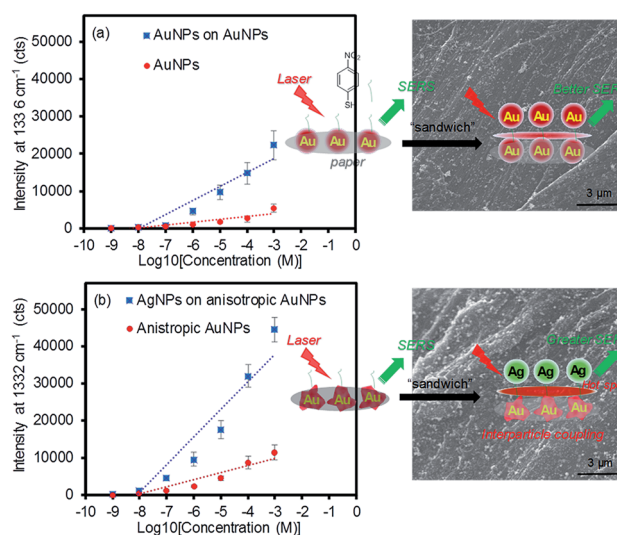 (a)
AuNPs on AuNPs
AuNPs
Intensity at 1336 cm-1 (cts)
50000
40000
30000
20000
10000
0
-10 -9 -8 -7 -6 -5 -4 -3 -2 -1 0
Log10[Concentration (M)]
NO2
SH
Laser
SERS
Au Au Au
paper
"sandwich"
Better SERS
Au Au Au
Au Au Au
3 µm
(b)
AgNPs on anisotropic AuNPs
Anistropic AuNPs
Intensity at 1332 cm-1 (cts)
50000
40000
30000
20000
10000
0
-10 -9 -8 -7 -6 -5 -4 -3 -2 -1 0
Log10[Concentration (M)]
Laser
SERS
Au Au Au
"sandwich"
Greater SERS
Ag Ag Ag
Au Au Au
Interparticle coupling
3 µm